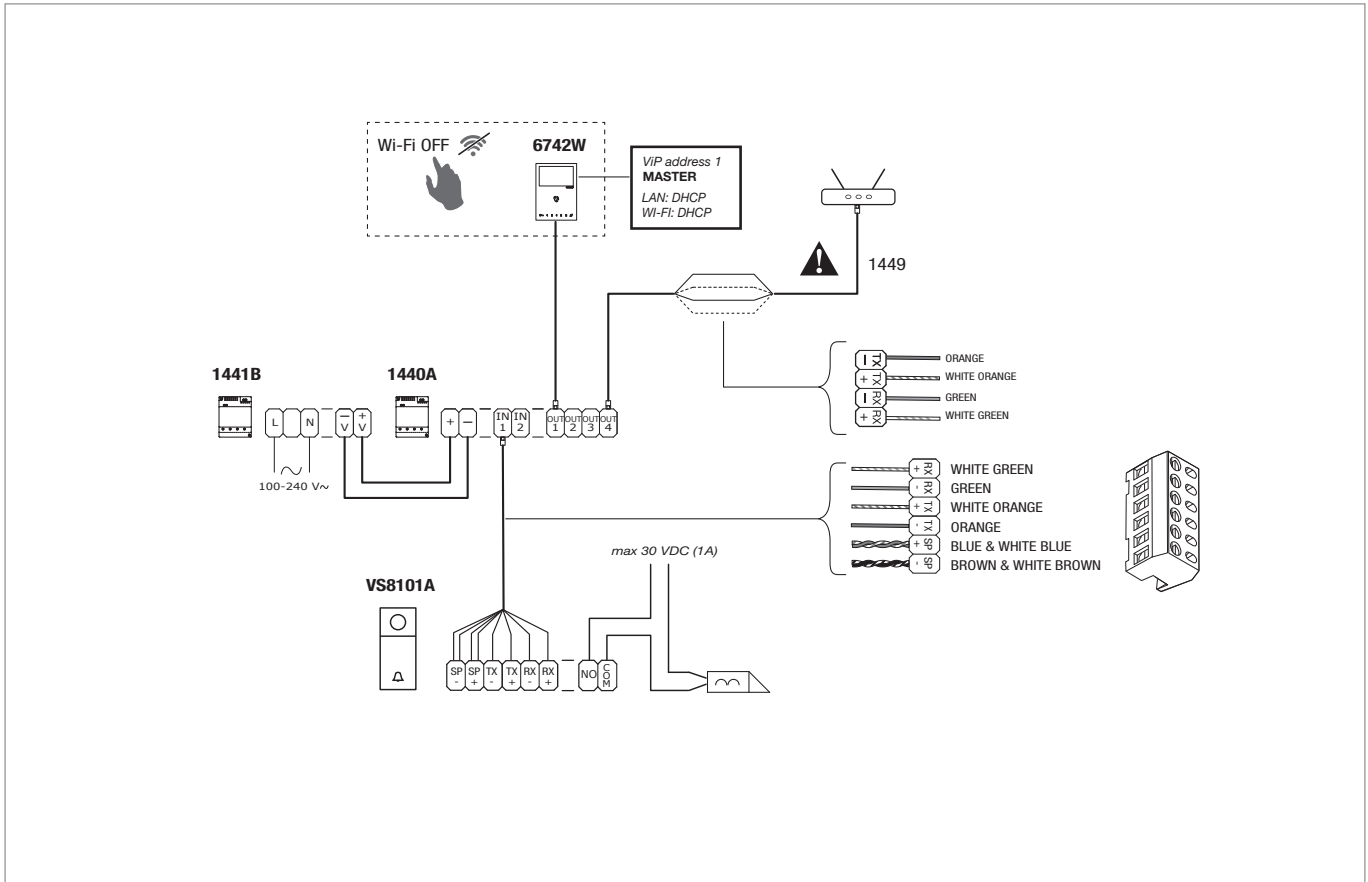 Wi-Fi OFF
6742W
ViP address 1
MASTER
LAN: DHCP
WI-FI: DHCP
1449
1441B
1440A
L N
− V
+ V
100-240 V~
+ −
IN 1
IN 2
OUT 1
OUT 2
OUT 3
OUT 4
− TX ORANGE
+ TX WHITE ORANGE
− RX GREEN
+ RX WHITE GREEN
+ RX WHITE GREEN
- RX GREEN
+ TX WHITE ORANGE
- TX ORANGE
+ SP BLUE & WHITE BLUE
- SP BROWN & WHITE BROWN
max 30 VDC (1A)
VS8101A
SP -
SP +
TX -
TX +
RX -
RX +
NO
COM